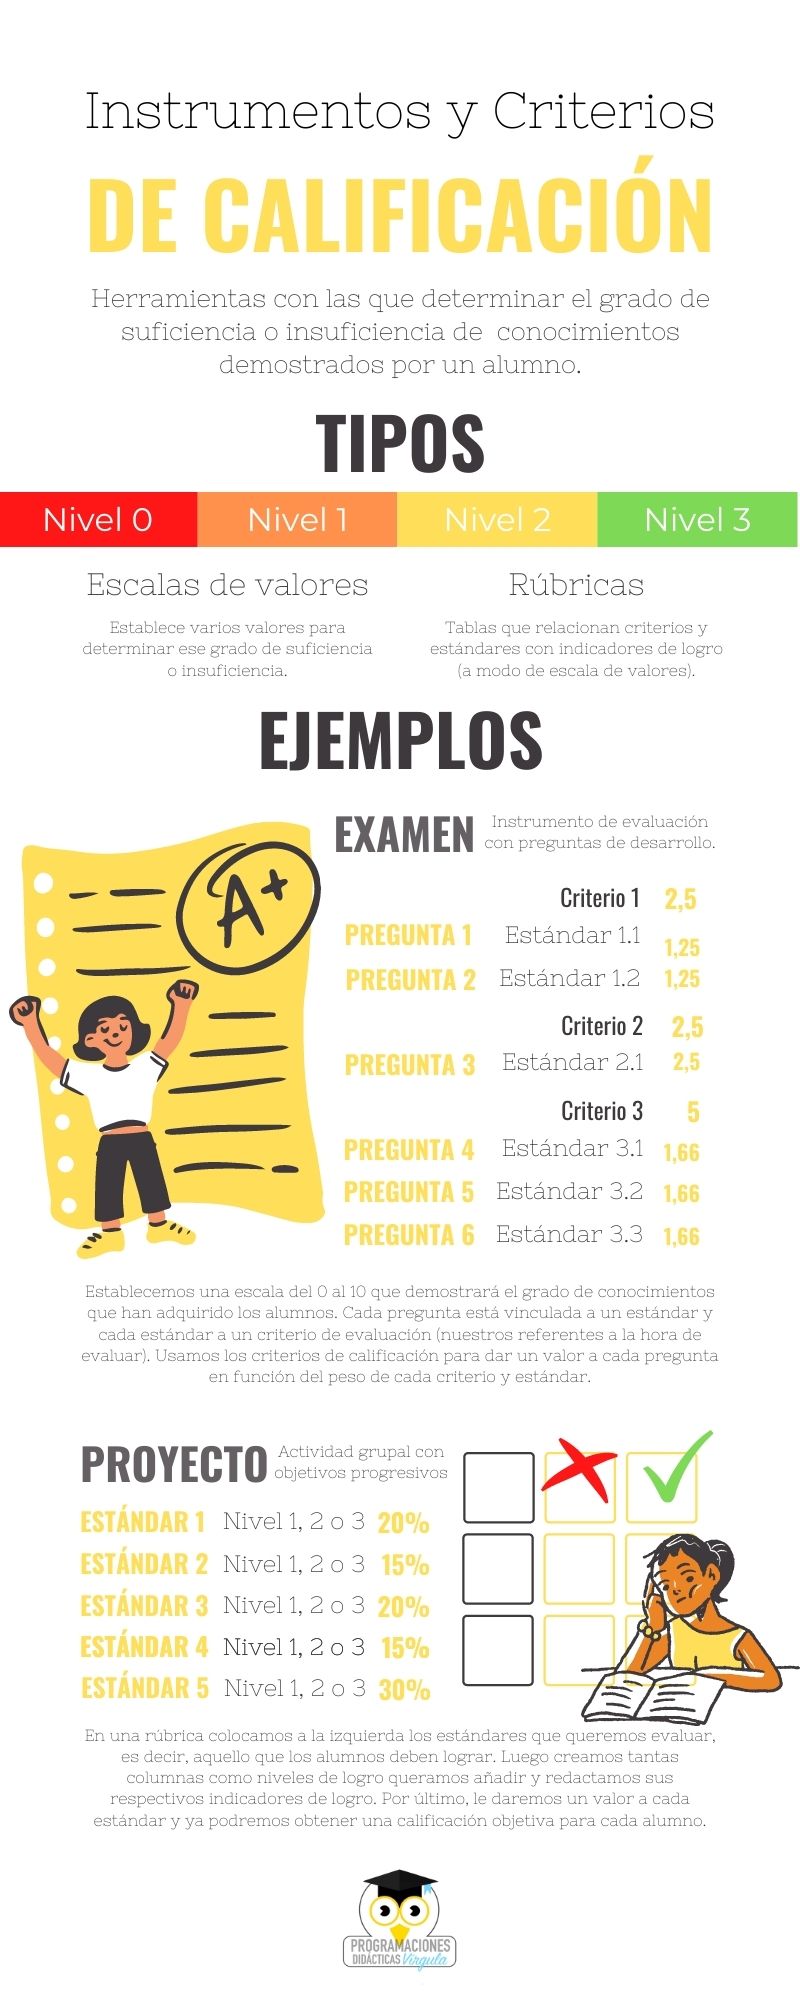 Instrumentos y Criterios
DE CALIFICACIÓN
Herramientas con las que determinar el grado de
suficiencia o insuficiencia de conocimientos
demostrados por un alumno.
TIPOS
Nivel 0 Nivel 1 Nivel 2 Nivel 3
Escalas de valores
Establece varios valores para
determinar ese grado de suficiencia
o insuficiencia.
Rúbricas
Tablas que relacionan criterios y
estándares con indicadores de logro
(a modo de escala de valores).
EJEMPLOS
A+
EXAMEN
Instrumento de evaluación
con preguntas de desarrollo.
Criterio 1 2,5
PREGUNTA 1 Estándar 1.1 1,25
PREGUNTA 2 Estándar 1.2 1,25
Criterio 2 2,5
PREGUNTA 3 Estándar 2.1 2,5
Criterio 3 5
PREGUNTA 4 Estándar 3.1 1,66
PREGUNTA 5 Estándar 3.2 1,66
PREGUNTA 6 Estándar 3.3 1,66
Establecemos una escala del 0 al 10 que demostrará el grado de conocimientos
que han adquirido los alumnos. Cada pregunta está vinculada a un estándar y
cada estándar a un criterio de evaluación (nuestros referentes a la hora de
evaluar). Usamos los criterios de calificación para dar un valor a cada pregunta
en función del peso de cada criterio y estándar.
PROYECTO
Actividad grupal con
objetivos progresivos
ESTÁNDAR 1 Nivel 1, 2 o 3 20%
ESTÁNDAR 2 Nivel 1, 2 o 3 15%
ESTÁNDAR 3 Nivel 1, 2 o 3 20%
ESTÁNDAR 4 Nivel 1, 2 o 3 15%
ESTÁNDAR 5 Nivel 1, 2 o 3 30%
En una rúbrica colocamos a la izquierda los estándares que queremos evaluar,
es decir, aquello que los alumnos deben lograr. Luego creamos tantas
columnas como niveles de logro queramos añadir y redactamos sus
respectivos indicadores de logro. Por último, le daremos un valor a cada
estándar y ya podremos obtener una calificación objetiva para cada alumno.
PROGRAMACIONES
DIDÁCTICAS Vírgula